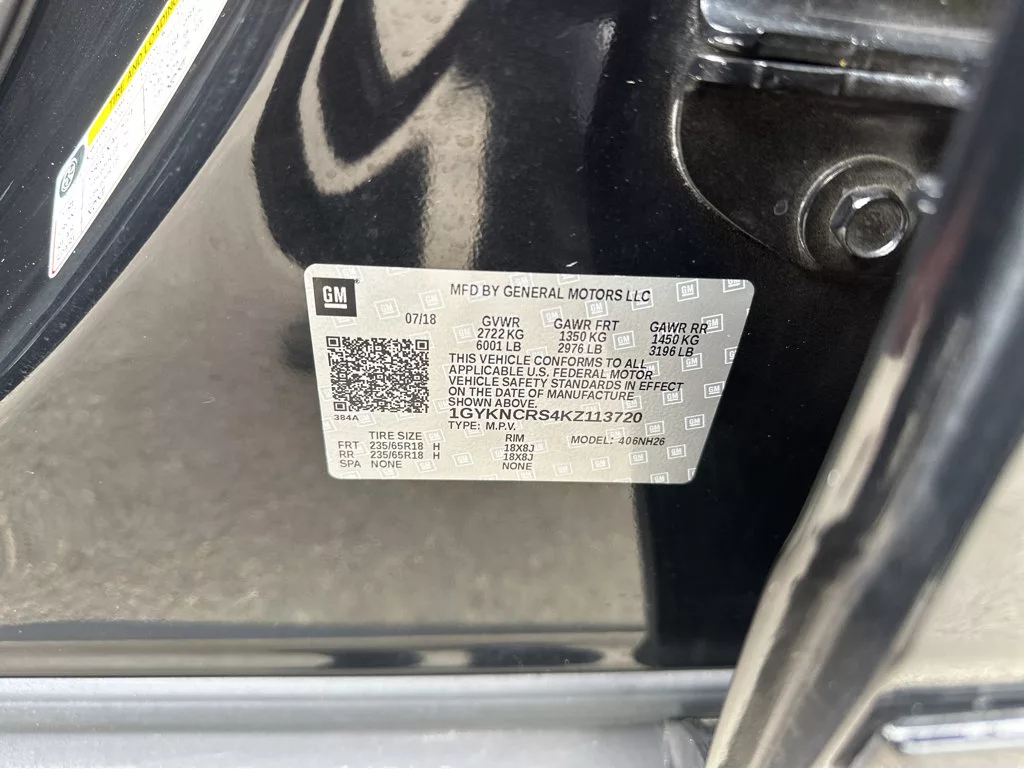 TIRE AND LOADING
GM
MFD BY GENERAL MOTORS LLC
07/18
GVWR GAWR FRT GAWR RR
2722 KG 1350 KG 1450 KG
6001 LB 2976 LB 3196 LB
THIS VEHICLE CONFORMS TO ALL
APPLICABLE U.S. FEDERAL MOTOR
VEHICLE SAFETY STANDARDS IN EFFECT
ON THE DATE OF MANUFACTURE
SHOWN ABOVE.
1GYKNCRS4KZ113720
384A
TYPE: M.P.V. MODEL: 406NH26
TIRE SIZE RIM
FRT 235/65R18 H 18X8J
RR 235/65R18 H 18X8J
SPA NONE NONE